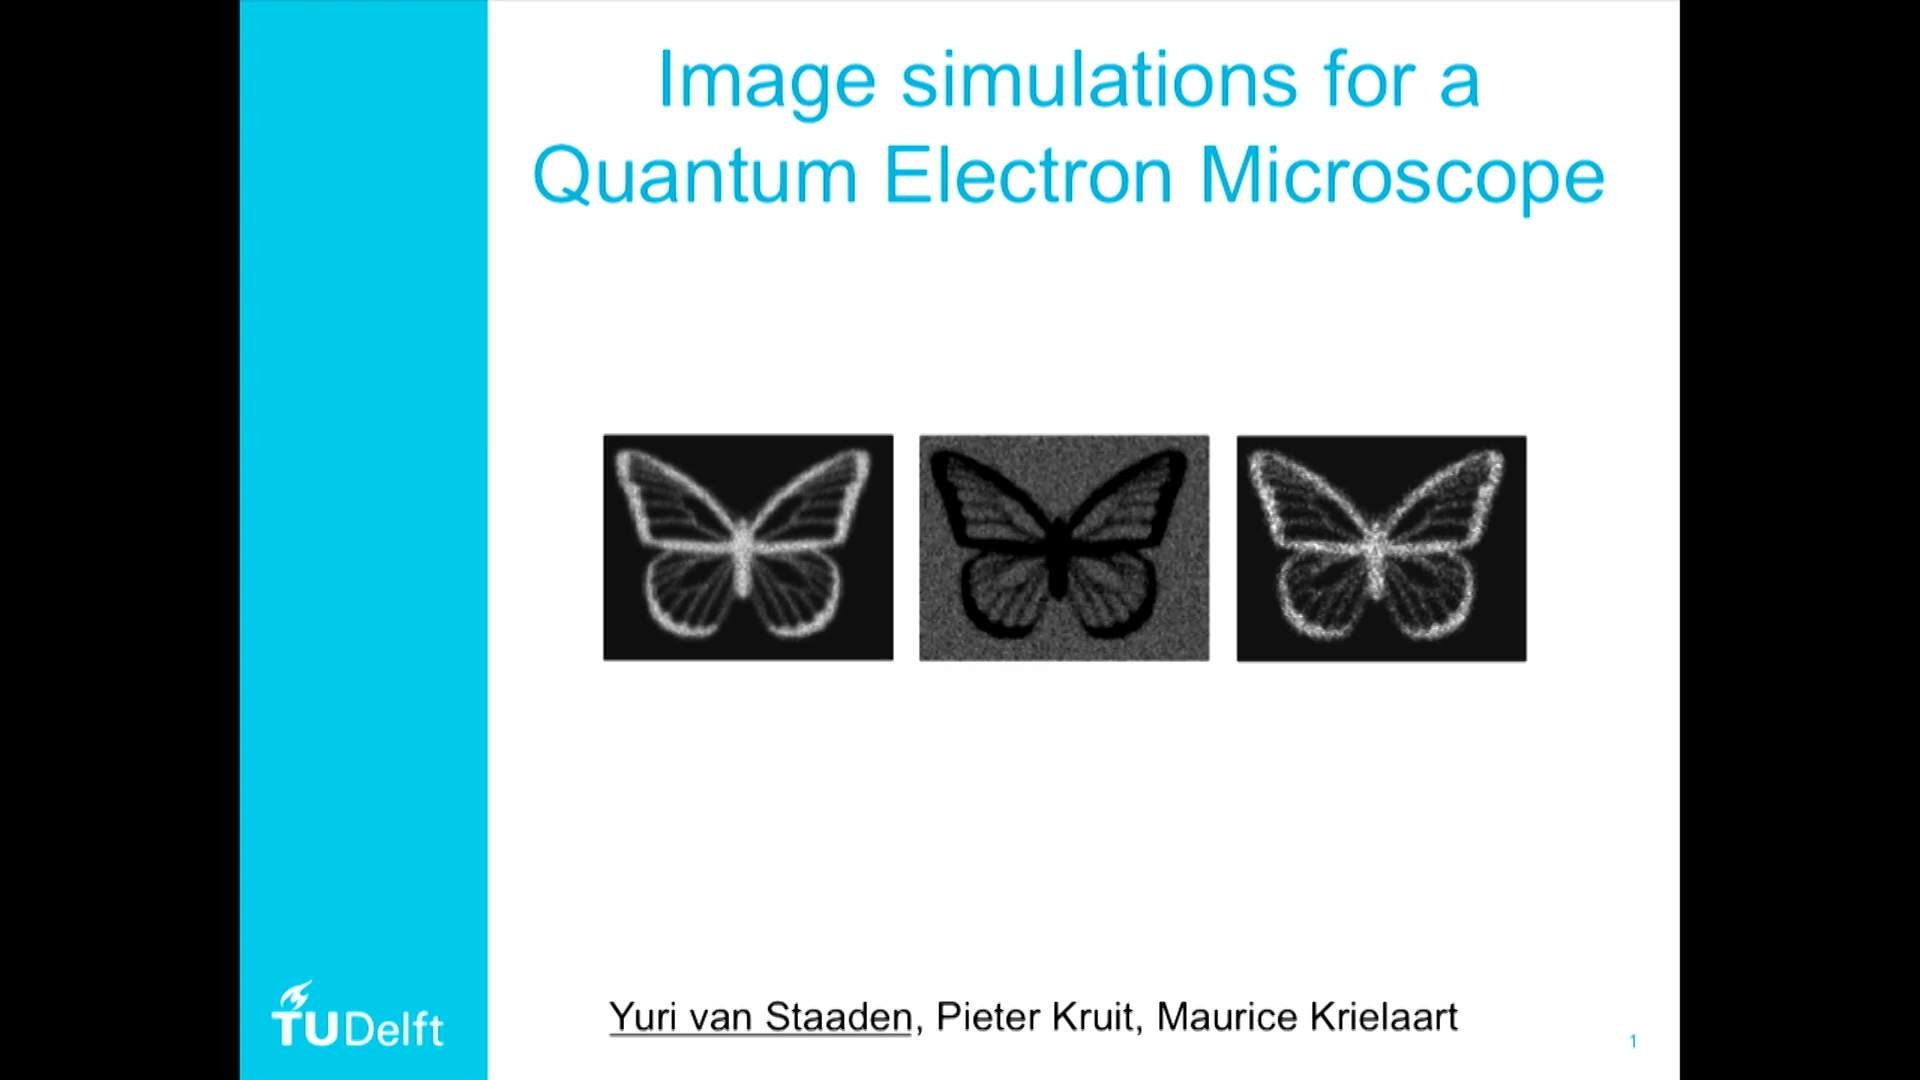 Image simulations for a
Quantum Electron Microscope
TUDelft
Yuri van Staaden, Pieter Kruit, Maurice Krielaart
1